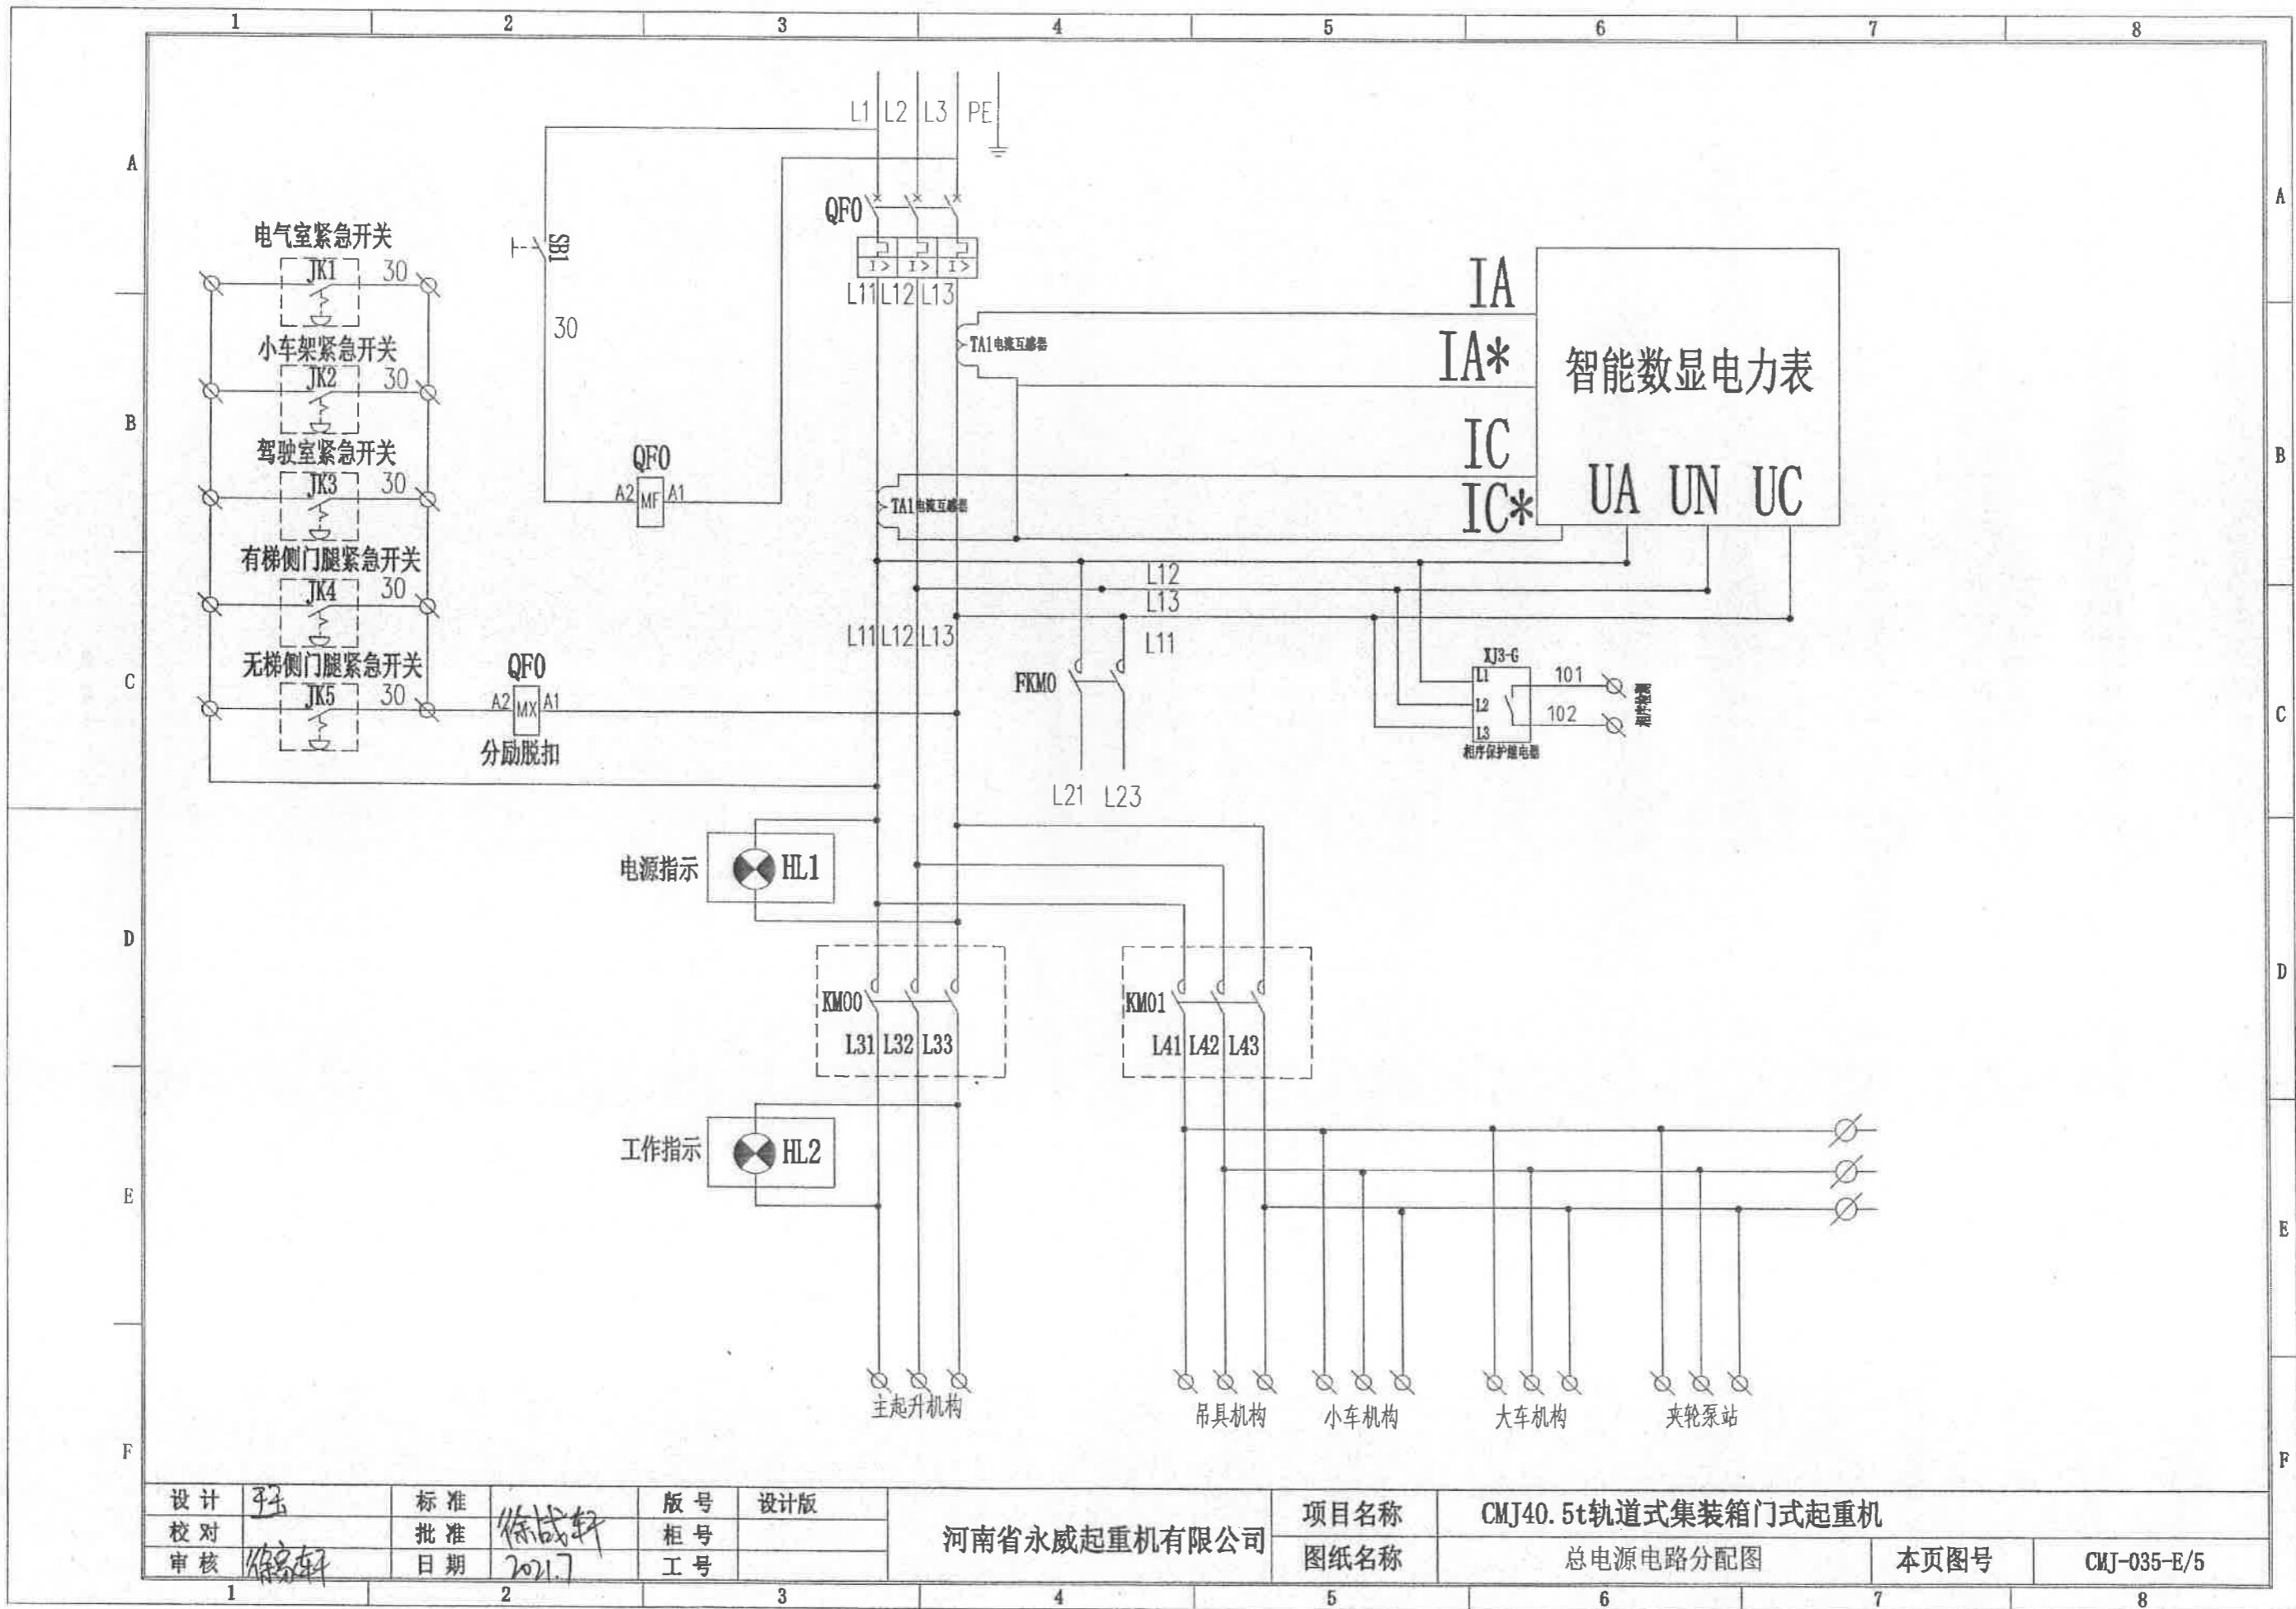 1 2 3 4 5 6 7 8
A
B
C
D
E
F
A
B
C
D
E
F
L1 L2 L3 PE
QF0
I> I> I>
L11 L12 L13
SB1
30
QF0
A2 MF A1
电气室紧急开关
JK1 30
小车架紧急开关
JK2 30
驾驶室紧急开关
JK3 30
有梯侧门腿紧急开关
JK4 30
无梯侧门腿紧急开关
JK5 30
QF0
A2 MX A1
分励脱扣
TA1电流互感器
TA1电流互感器
IA
IA*
IC
IC*
智能数显电力表
UA UN UC
L12
L13
L11
L11 L12 L13
FKM0
L21 L23
XJ3-G
L1
L2
L3
101
102
相序检测
相序保护继电器
电源指示
HL1
KM00
L31 L32 L33
KM01
L41 L42 L43
工作指示
HL2
主起升机构
吊具机构
小车机构
大车机构
夹轮泵站
设计
校对
审核
标准
批准
日期 2021.7
版号 设计版
柜号
工号
河南省永威起重机有限公司
项目名称 CMJ40.5t轨道式集装箱门式起重机
图纸名称 总电源电路分配图 本页图号 CMJ-035-E/5
1 2 3 4 5 6 7 8